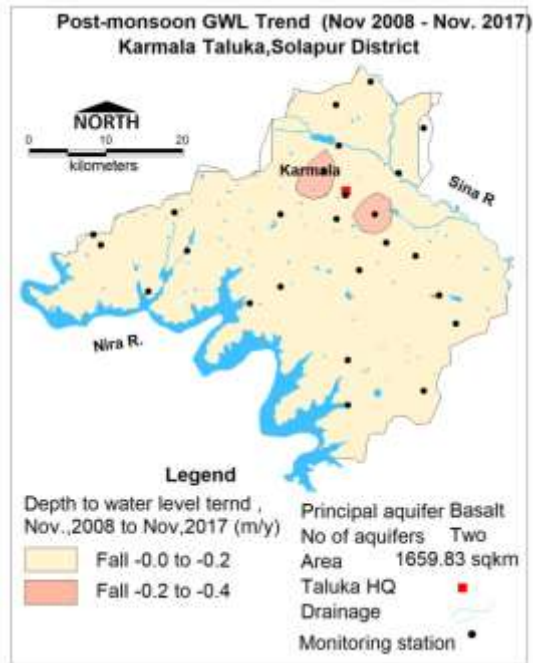 Post-monsoon GWL Trend (Nov 2008 - Nov. 2017)
Karmala Taluka,Solapur District
NORTH
0 10 20
kilometers
Karmala
Sina R
Nira R.
Legend
Depth to water level ternd ,
Nov.,2008 to Nov,2017 (m/y)
Fall -0.0 to -0.2
Fall -0.2 to -0.4
Principal aquifer Basalt
No of aquifers Two
Area 1659.83 sqkm
Taluka HQ
Drainage
Monitoring station